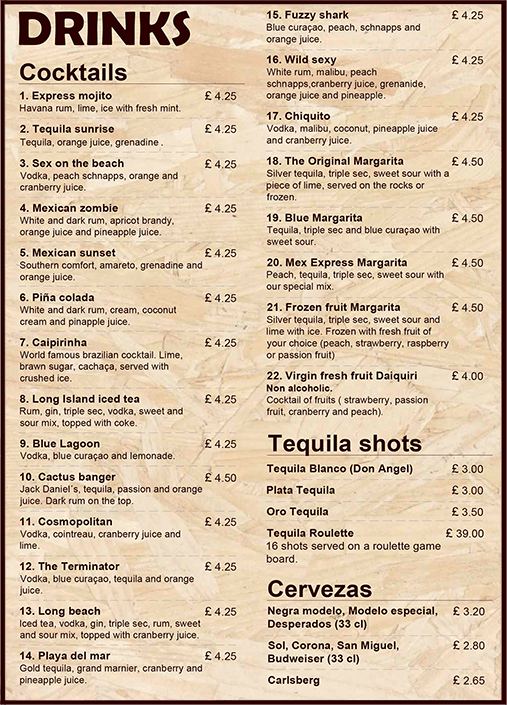 DRINKS
Cocktails
1. Express mojito £ 4.25
Havana rum, lime, ice with fresh mint.
2. Tequila sunrise £ 4.25
Tequila, orange juice, grenadine .
3. Sex on the beach £ 4.25
Vodka, peach schnapps, orange and
cranberry juice.
4. Mexican zombie £ 4.25
White and dark rum, apricot brandy,
orange juice and pineapple juice.
5. Mexican sunset £ 4.25
Southern comfort, amareto, grenadine and
orange juice.
6. Piña colada £ 4.25
White and dark rum, cream, coconut
cream and pinapple juice.
7. Caipirinha £ 4.25
World famous brazilian cocktail. Lime,
brawn sugar, cachaça, served with
crushed ice.
8. Long Island iced tea £ 4.25
Rum, gin, triple sec, vodka, sweet and
sour mix, topped with coke.
9. Blue Lagoon £ 4.25
Vodka, blue curaçao and lemonade.
10. Cactus banger £ 4.50
Jack Daniel´s, tequila, passion and orange
juice. Dark rum on the top.
11. Cosmopolitan £ 4.25
Vodka, cointreau, cranberry juice and
lime.
12. The Terminator £ 4.25
Vodka, blue curaçao, tequila and orange
juice.
13. Long beach £ 4.25
Iced tea, vodka, gin, triple sec, rum, sweet
and sour mix, topped with cranberry juice.
14. Playa del mar £ 4.25
Gold tequila, grand marnier, cranberry and
pineapple juice.
15. Fuzzy shark £ 4.25
Blue curaçao, peach, schnapps and
orange juice.
16. Wild sexy £ 4.25
White rum, malibu, peach
schnapps,cranberry juice, grenanide,
orange juice and pineapple.
17. Chiquito £ 4.25
Vodka, malibu, coconut, pineapple juice
and cranberry juice.
18. The Original Margarita £ 4.50
Silver tequila, triple sec, sweet sour with a
piece of lime, served on the rocks or
frozen.
19. Blue Margarita £ 4.50
Tequila, triple sec and blue curaçao with
sweet sour.
20. Mex Express Margarita £ 4.50
Peach, tequila, triple sec, sweet sour with
our special mix.
21. Frozen fruit Margarita £ 4.50
Silver tequila, triple sec, sweet sour and
lime with ice. Frozen with fresh fruit of
your choice (peach, strawberry, raspberry
or passion fruit)
22. Virgin fresh fruit Daiquiri £ 4.00
Non alcoholic.
Cocktail of fruits ( strawberry, passion
fruit, cranberry and peach).
Tequila shots
Tequila Blanco (Don Angel) £ 3.00
Plata Tequila £ 3.00
Oro Tequila £ 3.50
Tequila Roulette £ 39.00
16 shots served on a roulette game
board.
Cervezas
Negra modelo, Modelo especial, £ 3.20
Desperados (33 cl)
Sol, Corona, San Miguel, £ 2.80
Budweiser (33 cl)
Carlsberg £ 2.65